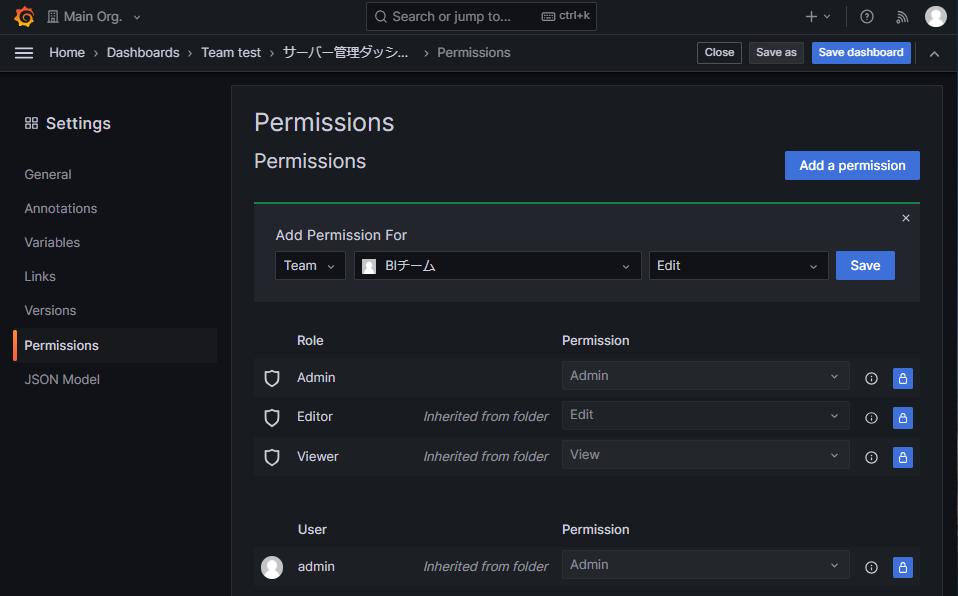 Main Org.
Search or jump to...
ctrl+k
Home › Dashboards › Team test › サーバー管理ダッシ... › Permissions
Close
Save as
Save dashboard
Settings
General
Annotations
Variables
Links
Versions
Permissions
JSON Model
Permissions
Permissions
Add a permission
Add Permission For
Team
BIチーム
Edit
Save
Role Permission
Admin Admin
Editor Inherited from folder Edit
Viewer Inherited from folder View
User Permission
admin Inherited from folder Admin